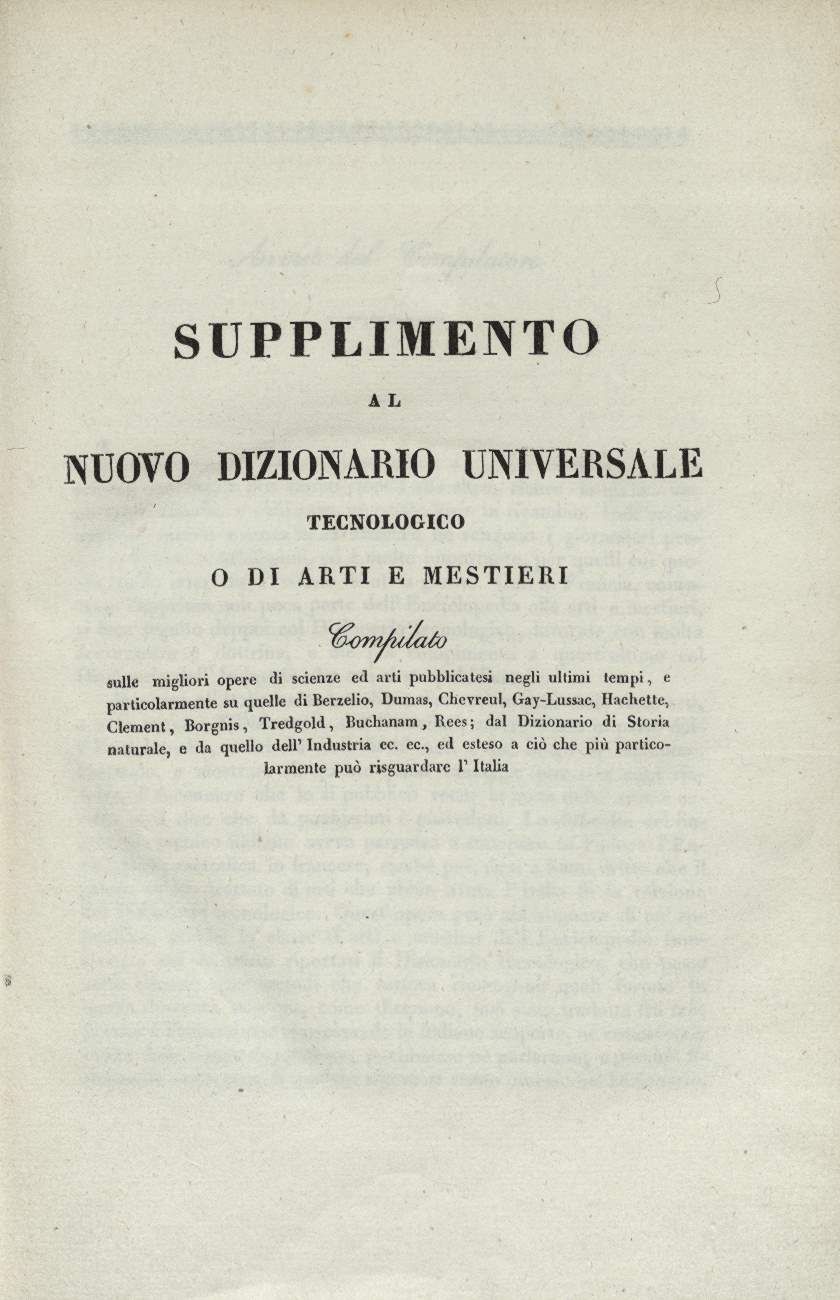 SUPPLIMENTO
AL
NUOVO DIZIONARIO UNIVERSALE
TECNOLOGICO
O DI ARTI E MESTIERI
Compilato
sulle migliori opere di scienze ed arti pubblicatesi negli ultimi tempi, e
particolarmente su quelle di Berzelio, Dumas, Chevreul, Gay-Lussac, Hachette,
Clement, Borgnis, Tredgold, Buchanam, Rees; dal Dizionario di Storia
naturale, e da quello dell' Industria ec. ec., ed esteso a ciò che più partico-
larmente può risguardare l' Italia